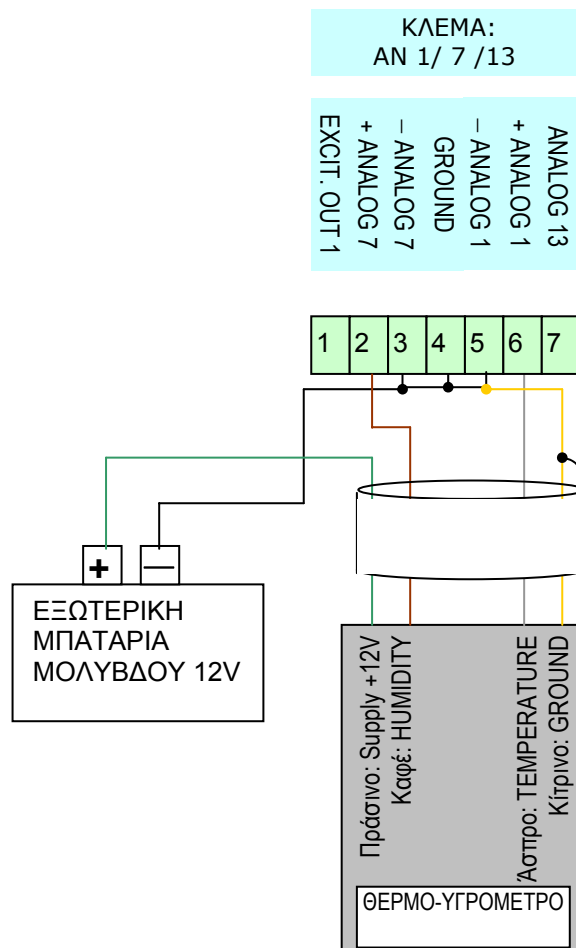 ΚΛΕΜΑ:
ΑΝ 1/ 7 /13
EXCIT. OUT 1
+ ANALOG 7
– ANALOG 7
GROUND
– ANALOG 1
+ ANALOG 1
ANALOG 13
1 2 3 4 5 6 7
+ —
ΕΞΩΤΕΡΙΚΗ
ΜΠΑΤΑΡΙΑ
ΜΟΛΥΒΔΟΥ 12V
Πράσινο: Supply +12V
Καφέ: HUMIDITY
Άσπρο: TEMPERATURE
Κίτρινο: GROUND
ΘΕΡΜΟ-ΥΓΡΟΜΕΤΡΟ